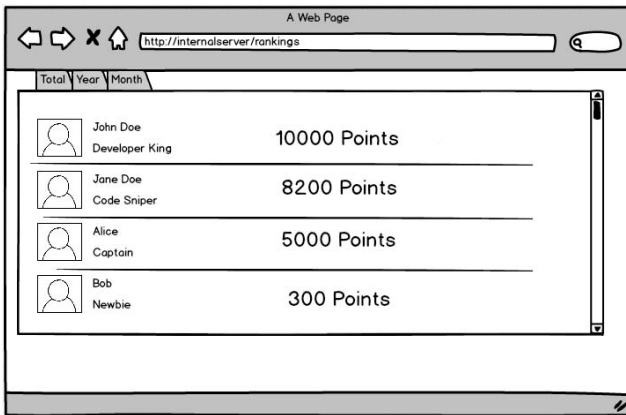 A Web Page
http://internalserver/rankings
Total Year Month
John Doe
Developer King
10000 Points
Jane Doe
Code Sniper
8200 Points
Alice
Captain
5000 Points
Bob
Newbie
300 Points